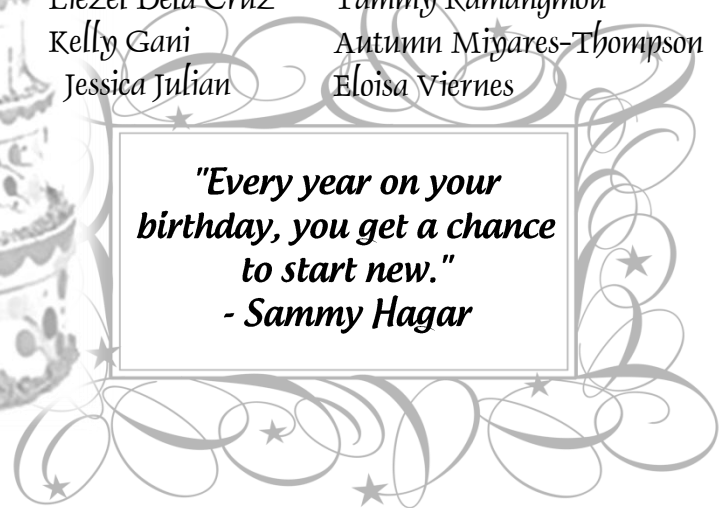 Kelly Gani
Autumn Miyares-Thompson
Jessica Julian
Eloisa Viernes
"Every year on your
birthday, you get a chance
to start new."
- Sammy Hagar